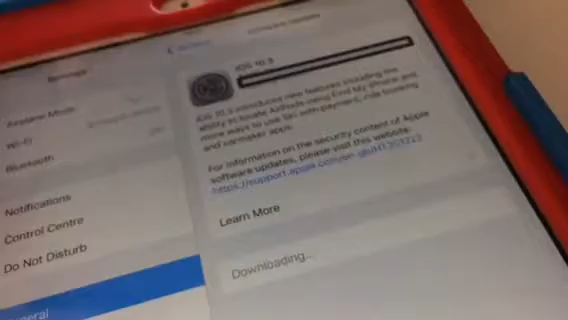 Settings
Airplane Mode
Wi-Fi
Bluetooth
Notifications
Control Centre
Do Not Disturb
General
iOS 10.3
iOS 10.3 introduces new features including the
ability to locate AirPods using Find My iPhone and
more ways to use Siri with payment, ride booking
and carmaker apps.
For information on the security content of Apple
software updates, please visit this website:
https://support.apple.com/en-gb/HT201222
Learn More
Downloading...